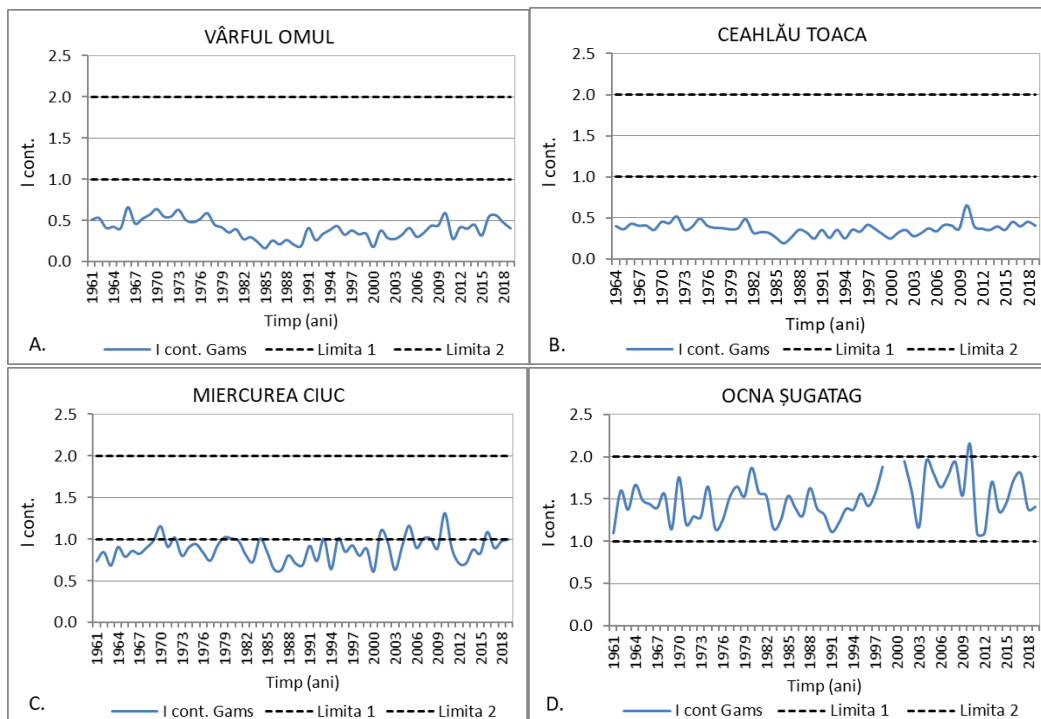 VÂRFUL OMUL
2.5
2.0
1.5
1.0
0.5
0.0
I cont.
1961 1964 1967 1970 1973 1976 1979 1982 1985 1988 1991 1994 1997 2000 2003 2006 2009 2012 2015 2018
Timp (ani)
A.
I cont. Gams Limita 1 Limita 2
CEAHLĂU TOACA
2.5
2.0
1.5
1.0
0.5
0.0
I cont.
1964 1967 1970 1973 1976 1979 1982 1985 1988 1991 1994 1997 2000 2003 2006 2009 2012 2015 2018
Timp (ani)
B.
I cont. Gams Limita 1 Limita 2
MIERCUREA CIUC
2.5
2.0
1.5
1.0
0.5
0.0
I cont.
1961 1964 1967 1970 1973 1976 1979 1982 1985 1988 1991 1994 1997 2000 2003 2006 2009 2012 2015 2018
Timp (ani)
C.
I cont. Gams Limita 1 Limita 2
OCNA ȘUGATAG
2.5
2.0
1.5
1.0
0.5
0.0
I cont.
1961 1964 1967 1970 1973 1976 1979 1982 1985 1988 1991 1994 1997 2000 2003 2006 2009 2012 2015 2018
Timp (ani)
D.
I cont. Gams Limita 1 Limita 2